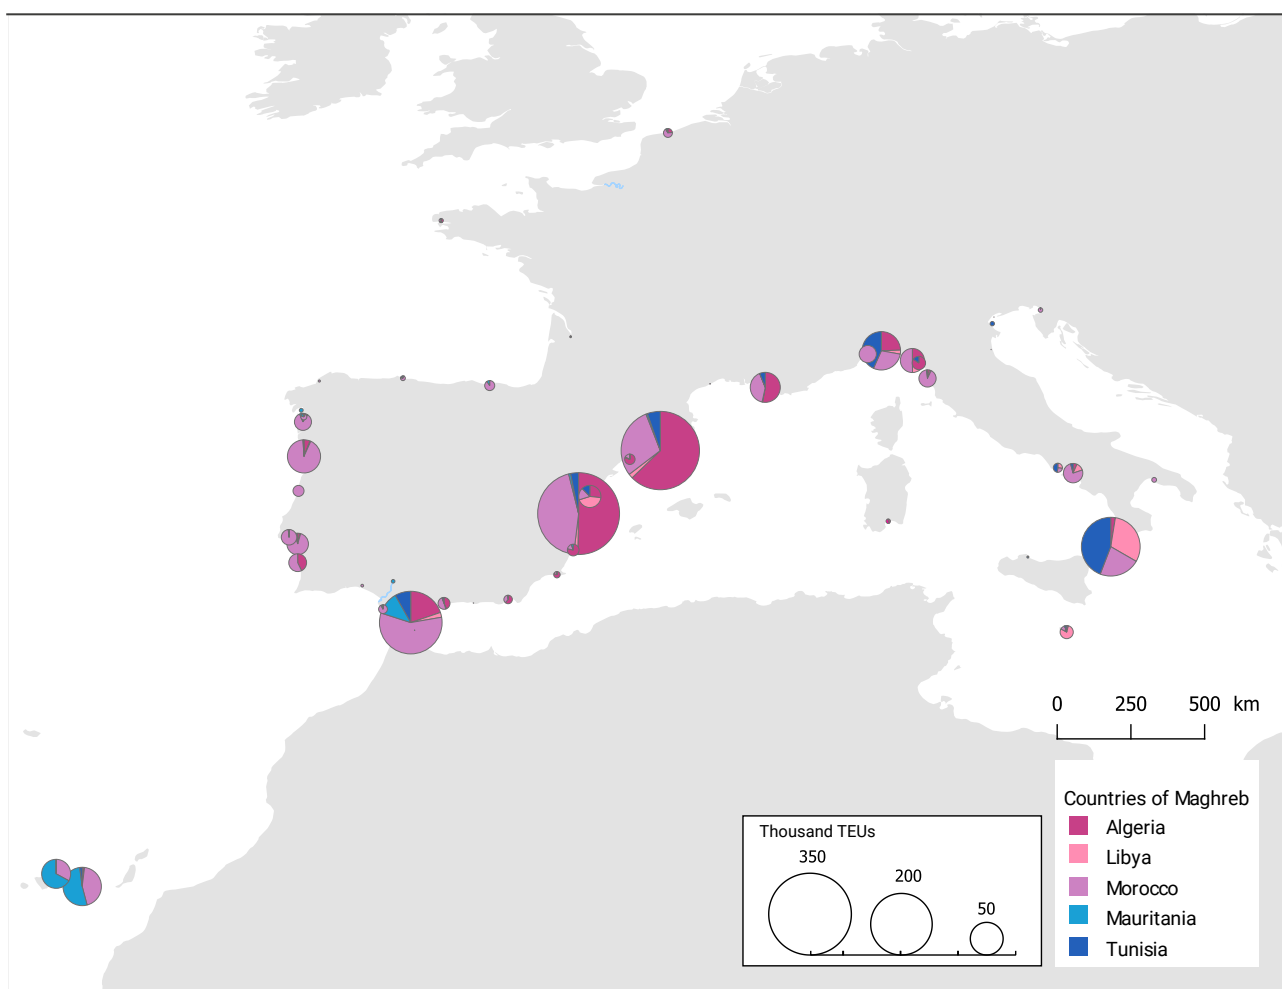 0 250 500 km
Countries of Maghreb
Algeria
Libya
Morocco
Mauritania
Tunisia
Thousand TEUs
350
200
50